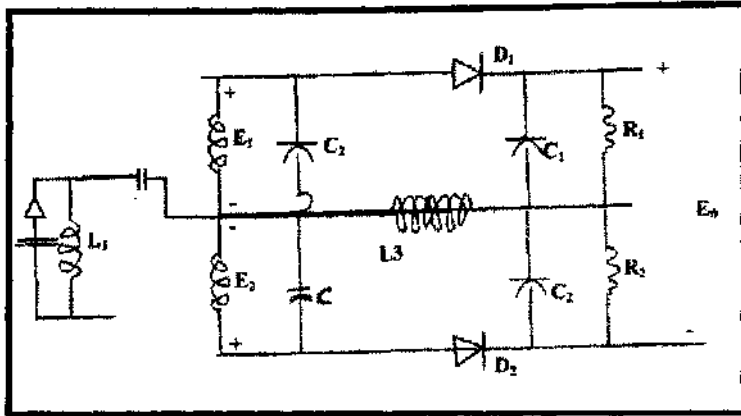 D₁
+
+
E₁
C₂
C₁
R₁
-
-
L₁
L3
E₀
E₂
C
C₂
R₂
+
-
D₂